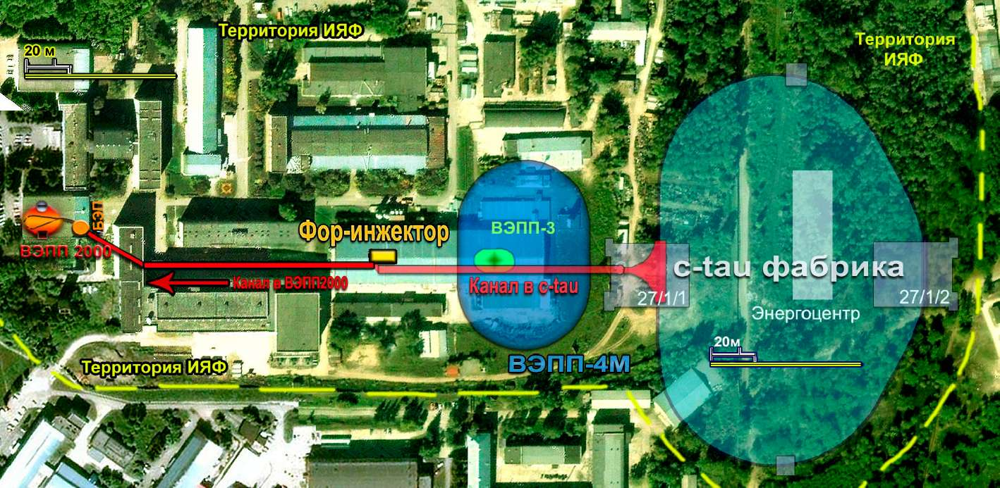 Территория ИЯФ
20 м
Территория
ИЯФ
БЭП
ВЭПП 2000
Фор-инжектор
ВЭПП-3
c-tau фабрика
Канал в ВЭПП2000
Канал в c-tau
27/1/1
27/1/2
Энергоцентр
20м
ВЭПП-4М
Территория ИЯФ